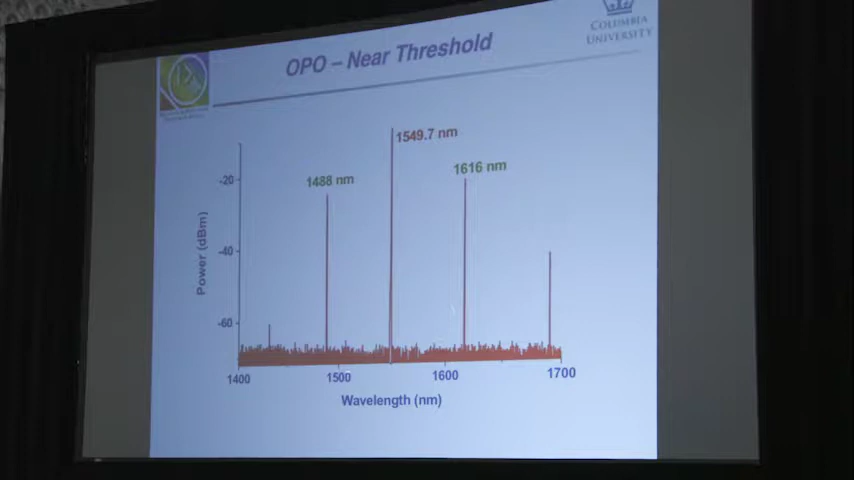 OPO – Near Threshold
COLUMBIA
UNIVERSITY
1549.7 nm
1488 nm
1616 nm
-20
-40
-60
Power (dBm)
1400
1500
1600
1700
Wavelength (nm)